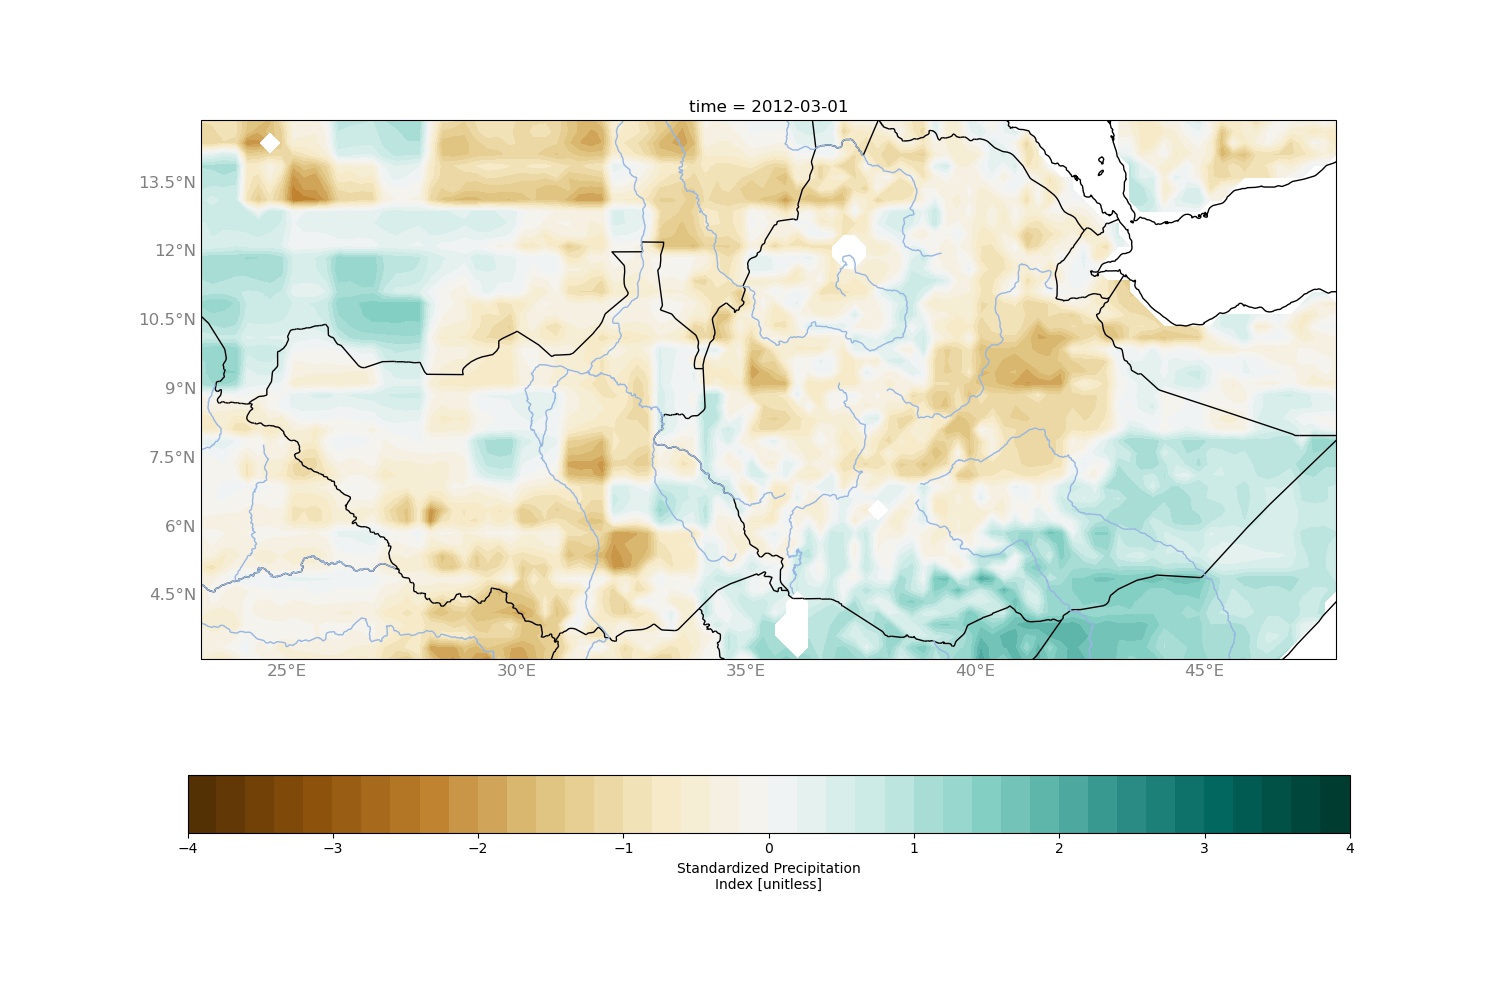 time = 2012-03-01
13.5°N
12°N
10.5°N
9°N
7.5°N
6°N
4.5°N
25°E 30°E 35°E 40°E 45°E
−4 −3 −2 −1 0 1 2 3 4
Standardized Precipitation
Index [unitless]